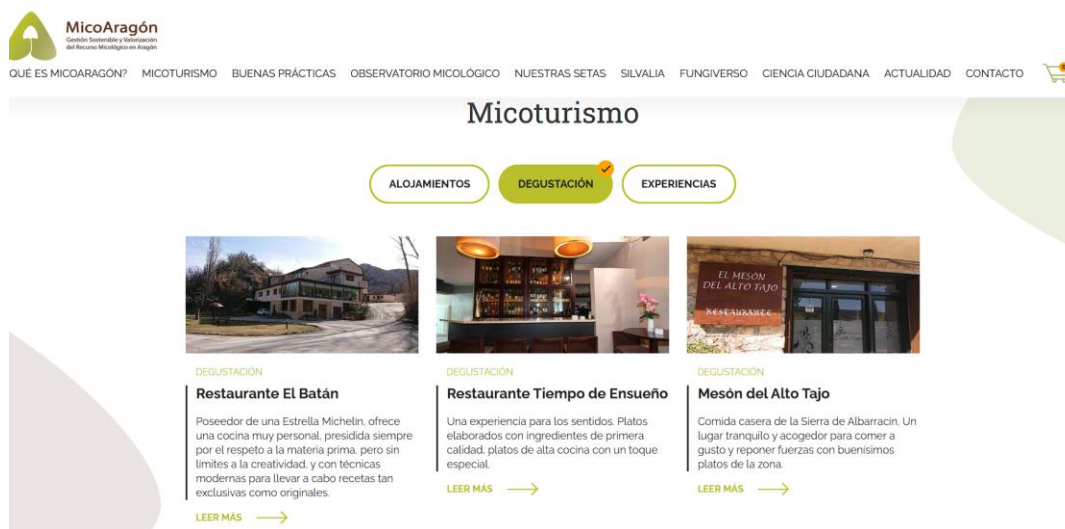 MicoAragón
Gestión Sostenible y Valorización
del Recurso Micológico en Aragón
QUÉ ES MICOARAGÓN? MICOTURISMO BUENAS PRÁCTICAS OBSERVATORIO MICOLÓGICO NUESTRAS SETAS SILVALIA FUNGIVERSO CIENCIA CIUDADANA ACTUALIDAD CONTACTO
Micoturismo
ALOJAMIENTOS DEGUSTACIÓN EXPERIENCIAS
EL MESÓN
DEL ALTO TAJO
RESTAURANTE
DEGUSTACIÓN
Restaurante El Batán
Poseedor de una Estrella Michelin, ofrece
una cocina muy personal, presidida siempre
por el respeto a la materia prima, pero sin
límites a la creatividad, y con técnicas
modernas para llevar a cabo recetas tan
exclusivas como originales.
LEER MÁS
DEGUSTACIÓN
Restaurante Tiempo de Ensueño
Una experiencia para los sentidos. Platos
elaborados con ingredientes de primera
calidad, platos de alta cocina con un toque
especial.
LEER MÁS
DEGUSTACIÓN
Mesón del Alto Tajo
Comida casera de la Sierra de Albarracín. Un
lugar tranquilo y acogedor para comer a
gusto y reponer fuerzas con buenísimos
platos de la zona.
LEER MÁS